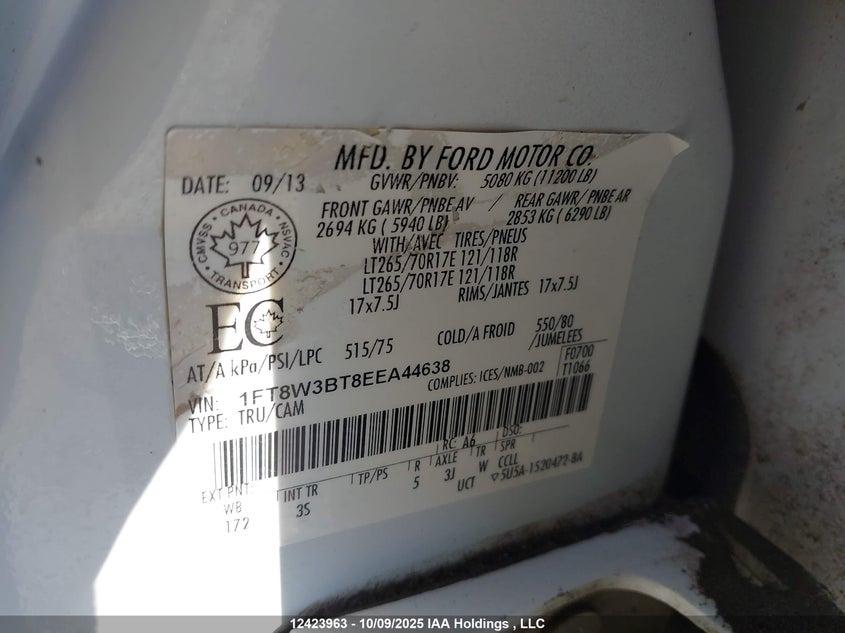 MFD. BY FORD MOTOR CO.
DATE: 09/13 GVWR/PNBV: 5080 KG (11200 LB)
FRONT GAWR/PNBE AV / REAR GAWR/ PNBE AR
2694 KG ( 5940 LB) 2853 KG ( 6290 LB)
WITH/AVEC TIRES/PNEUS
LT265/70R17E 121/118R
LT265/70R17E 121/118R
17x7.5J RIMS/JANTES 17x7.5J
CANADA
CMVSS
NSVAC
977
TRANSPORT
EC
AT/A kPa/PSI/LPC 515/75 COLD/A FROID 550/80
/JUMELEES
VIN: 1FT8W3BT8EEA44638 COMPLIES: ICES/NMB-002
F0700
T1066
TYPE: TRU/CAM
RC: A6 DSO:
EXT PNT: INT TR TP/PS R AXLE TR SPR
WB 3S 5 3J W CCLL
172 UCT ▽5U5A-1520472-BA
12423963 - 10/09/2025 IAA Holdings , LLC